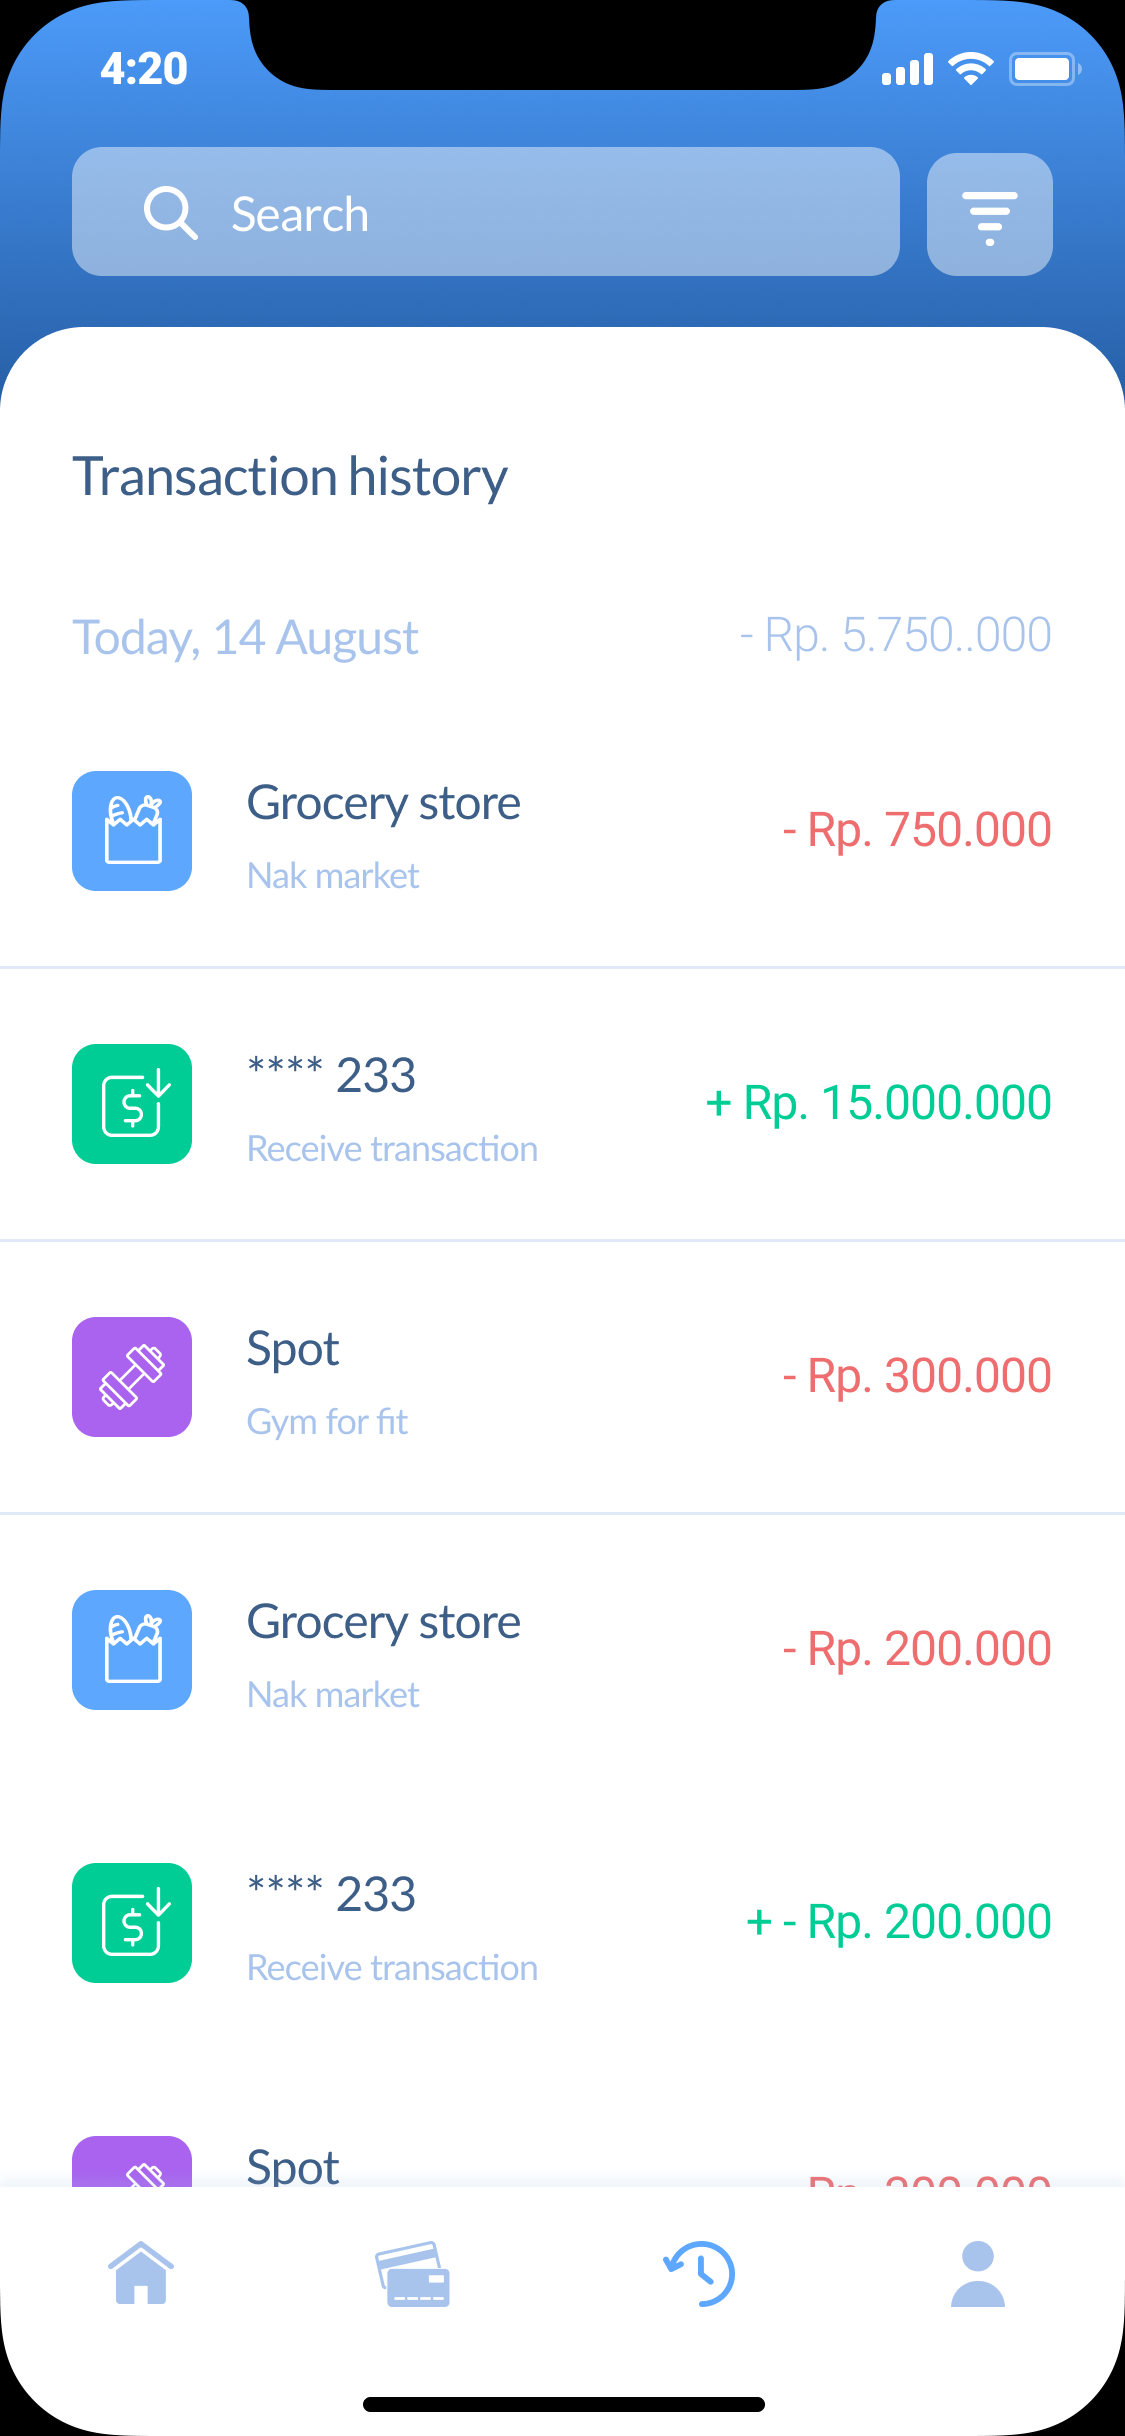 4:20
Search
Transaction history
Today, 14 August
- Rp. 5.750..000
Grocery store
- Rp. 750.000
Nak market
**** 233
+ Rp. 15.000.000
Receive transaction
Spot
- Rp. 300.000
Gym for fit
Grocery store
- Rp. 200.000
Nak market
**** 233
+ - Rp. 200.000
Receive transaction
Spot